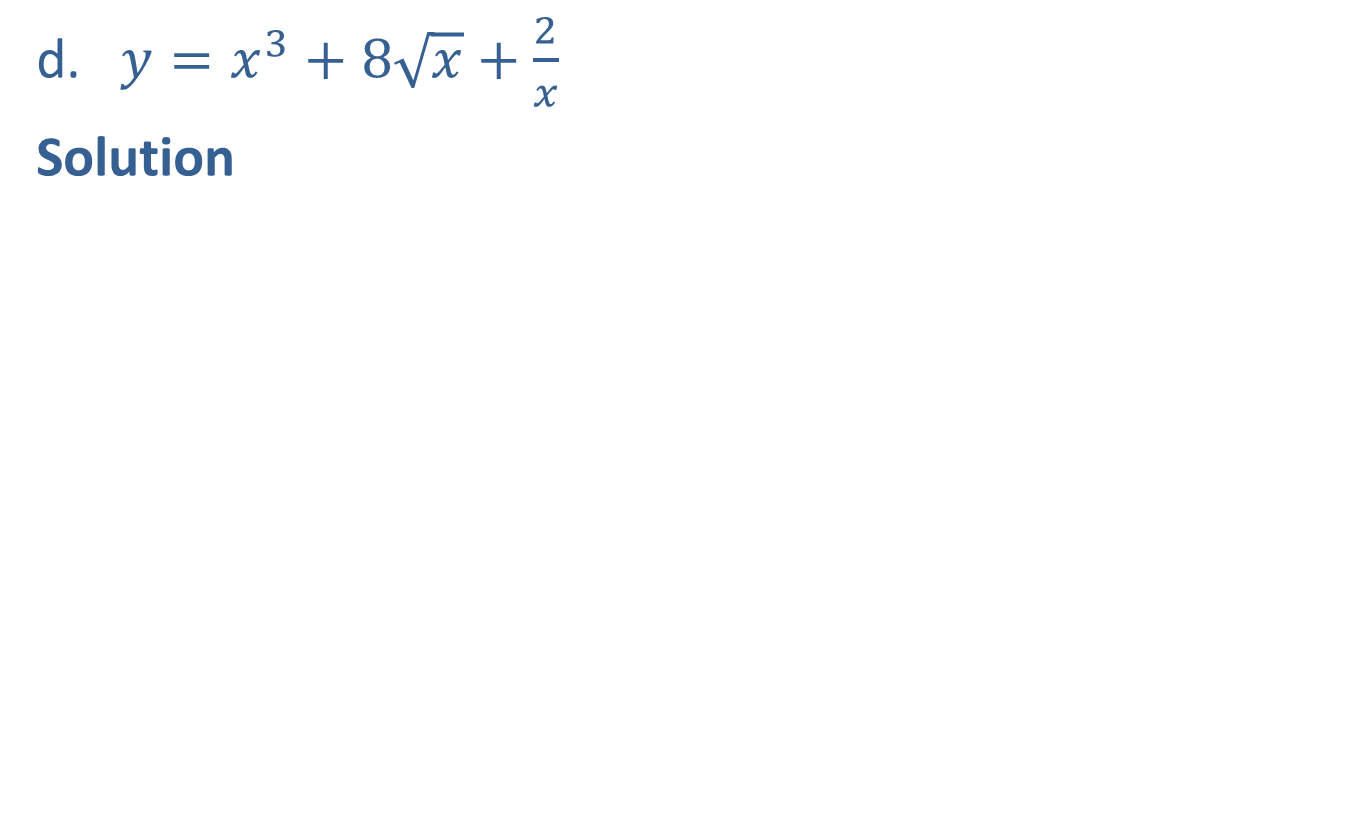 d. y = x³ + 8√x + 2/x
Solution